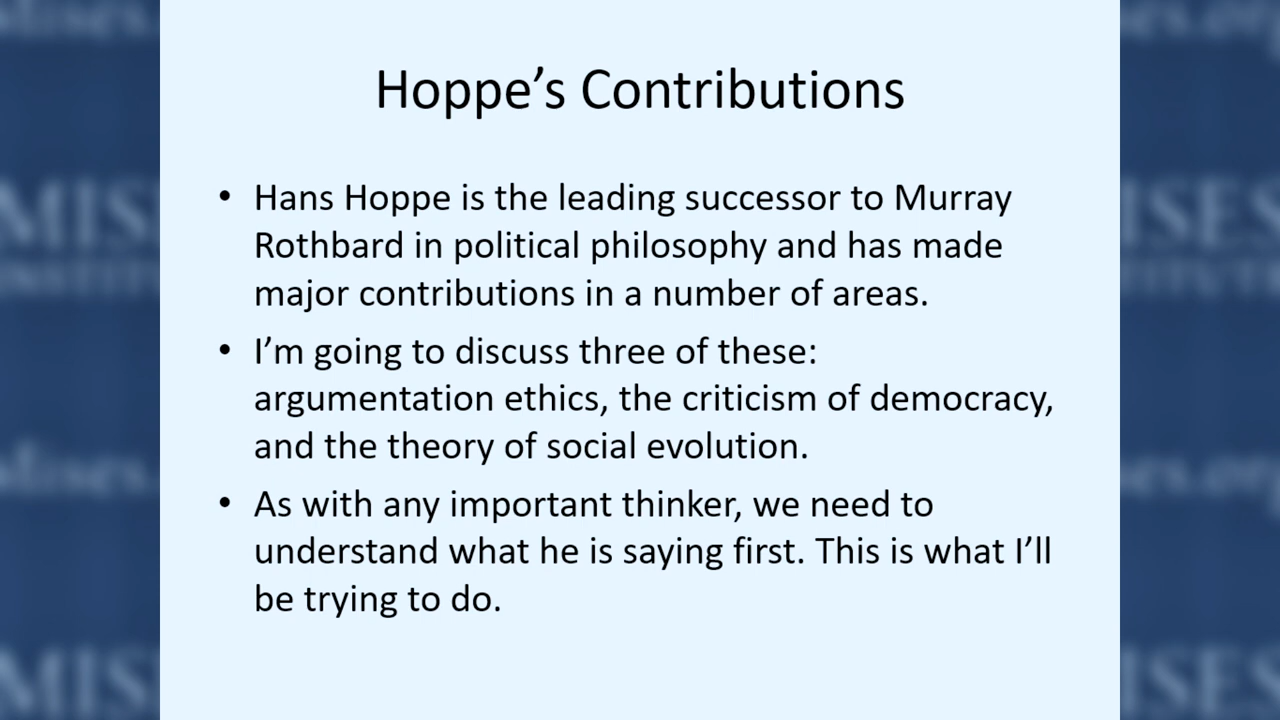 Hoppe’s Contributions
• Hans Hoppe is the leading successor to Murray
Rothbard in political philosophy and has made
major contributions in a number of areas.
• I’m going to discuss three of these:
argumentation ethics, the criticism of democracy,
and the theory of social evolution.
• As with any important thinker, we need to
understand what he is saying first. This is what I’ll
be trying to do.